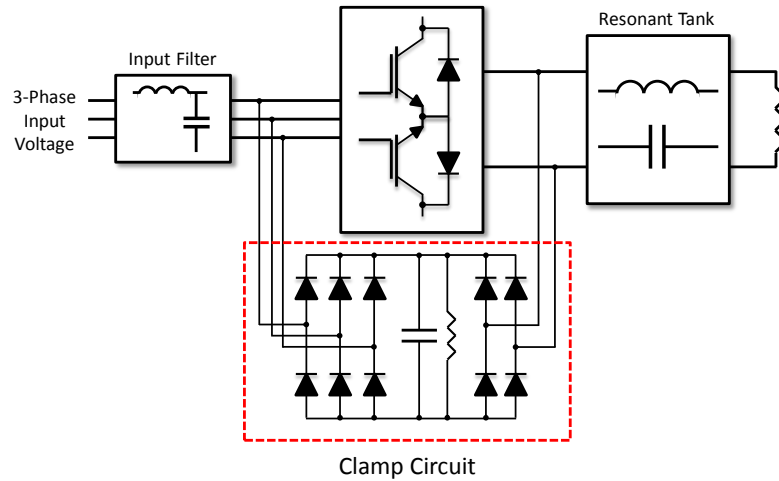 Resonant Tank
Input Filter
3-Phase
Input
Voltage
Clamp Circuit